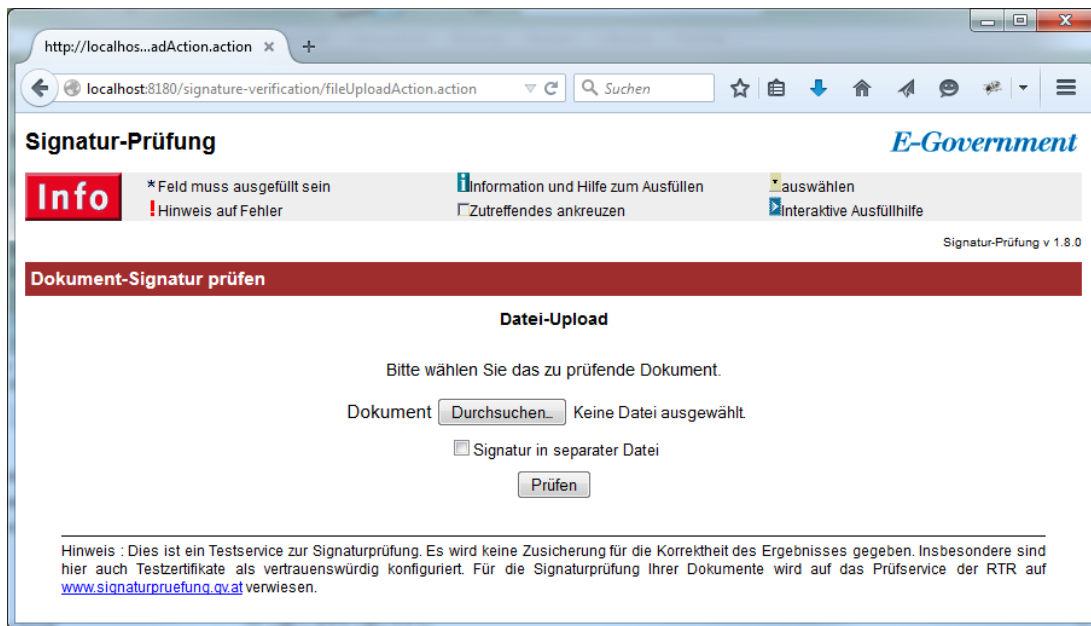 http://localhos...adAction.action
localhost:8180/signature-verification/fileUploadAction.action
Suchen
Signatur-Prüfung
E-Government
Info
*Feld muss ausgefüllt sein
Information und Hilfe zum Ausfüllen
auswählen
!Hinweis auf Fehler
Zutreffendes ankreuzen
Interaktive Ausfüllhilfe
Signatur-Prüfung v 1.8.0
Dokument-Signatur prüfen
Datei-Upload
Bitte wählen Sie das zu prüfende Dokument.
Dokument Durchsuchen… Keine Datei ausgewählt.
Signatur in separater Datei
Prüfen
Hinweis : Dies ist ein Testservice zur Signaturprüfung. Es wird keine Zusicherung für die Korrektheit des Ergebnisses gegeben. Insbesondere sind
hier auch Testzertifikate als vertrauenswürdig konfiguriert. Für die Signaturprüfung Ihrer Dokumente wird auf das Prüfservice der RTR auf
www.signaturpruefung.gv.at verwiesen.